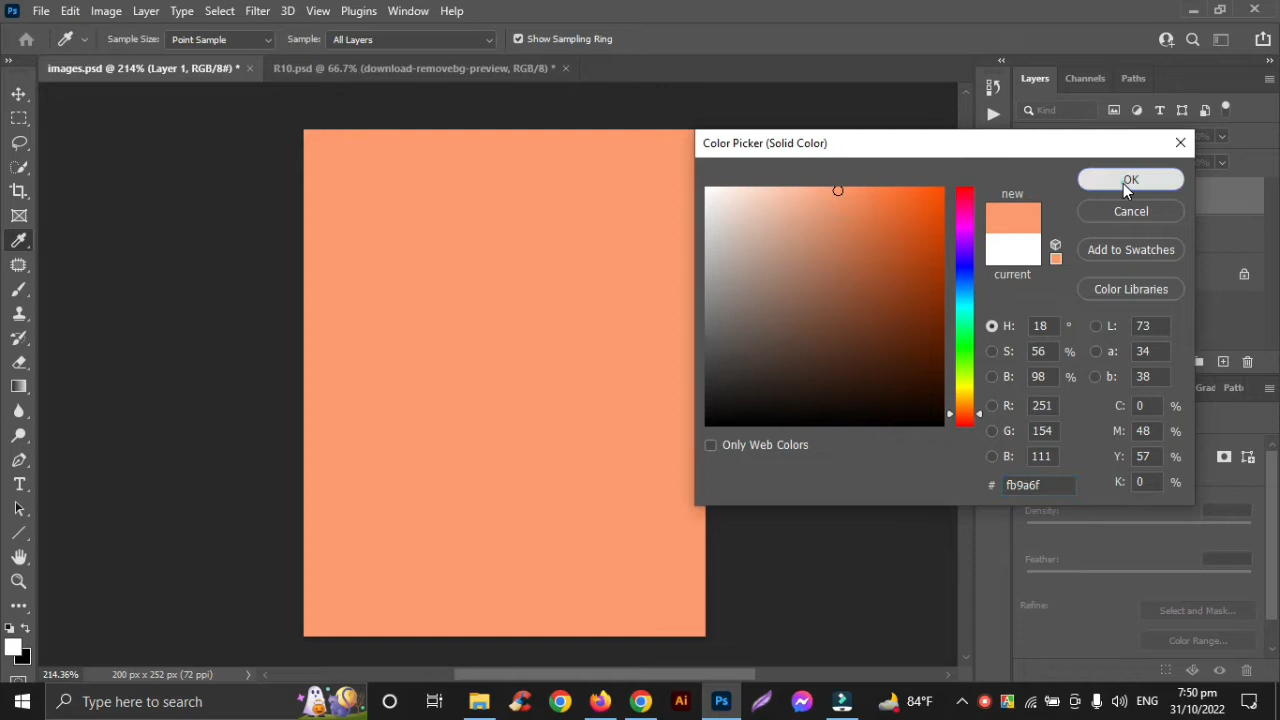 Ps File Edit Image Layer Type Select Filter 3D View Plugins Window Help
Sample Size: Point Sample Sample: All Layers Show Sampling Ring
images.psd @ 214% (Layer 1, RGB/8#) * × R10.psd @ 66.7% (download-removebg-preview, RGB/8) * ×
Layers Channels Paths
Kind
Color Picker (Solid Color)
OK
new
Cancel
Add to Swatches
current
Color Libraries
H: 18 ° L: 73
S: 56 % a: 34
B: 98 % b: 38
Grad Path
R: 251 C: 0 %
G: 154 M: 48 %
Only Web Colors
B: 111 Y: 57 %
# fb9a6f K: 0 %
Density:
Feather:
Refine: Select and Mask...
Color Range...
214.36% 200 px x 252 px (72 ppi)
Type here to search
Ai Ps 84°F ENG
7:50 pm
31/10/2022